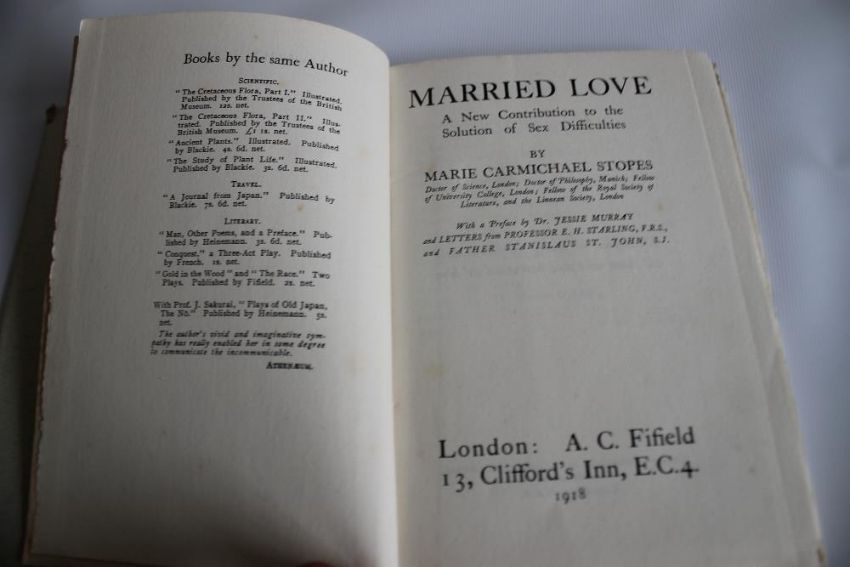 Books by the same Author
SCIENTIFIC.
"The Cretaceous Flora, Part I." Illustrated.
Published by the Trustees of the British
Museum. 12s. net.
"The Cretaceous Flora, Part II." Illus-
trated. Published by the Trustees of the
British Museum. £1 1s. net.
"Ancient Plants." Illustrated. Published
by Blackie. 4s. 6d. net.
"The Study of Plant Life." Illustrated.
Published by Blackie. 3s. 6d. net.
TRAVEL.
"A Journal from Japan." Published by
Blackie. 7s. 6d. net.
LITERARY.
"Man, Other Poems, and a Preface." Pub-
lished by Heinemann. 3s. 6d. net.
"Conquest," a Three-Act Play. Published
by French. 1s. net.
"Gold in the Wood" and "The Race." Two
Plays. Published by Fifield. 2s. net.
With Prof. J. Sakurai, "Plays of Old Japan,
The Nō." Published by Heinemann. 5s.
net.
The author's vivid and imaginative sym-
pathy has really enabled her in some degree
to communicate the incommunicable.
ATHENÆUM.
MARRIED LOVE
A New Contribution to the
Solution of Sex Difficulties
BY
MARIE CARMICHAEL STOPES
Doctor of Science, London; Doctor of Philosophy, Munich; Fellow
of University College, London; Fellow of the Royal Society of
Literature, and the Linnean Society, London
With a Preface by Dr. JESSIE MURRAY
and LETTERS from PROFESSOR E. H. STARLING, F.R.S.,
and FATHER STANISLAUS ST. JOHN, S.J.
London: A. C. Fifield
13, Clifford's Inn, E.C.4.
1918